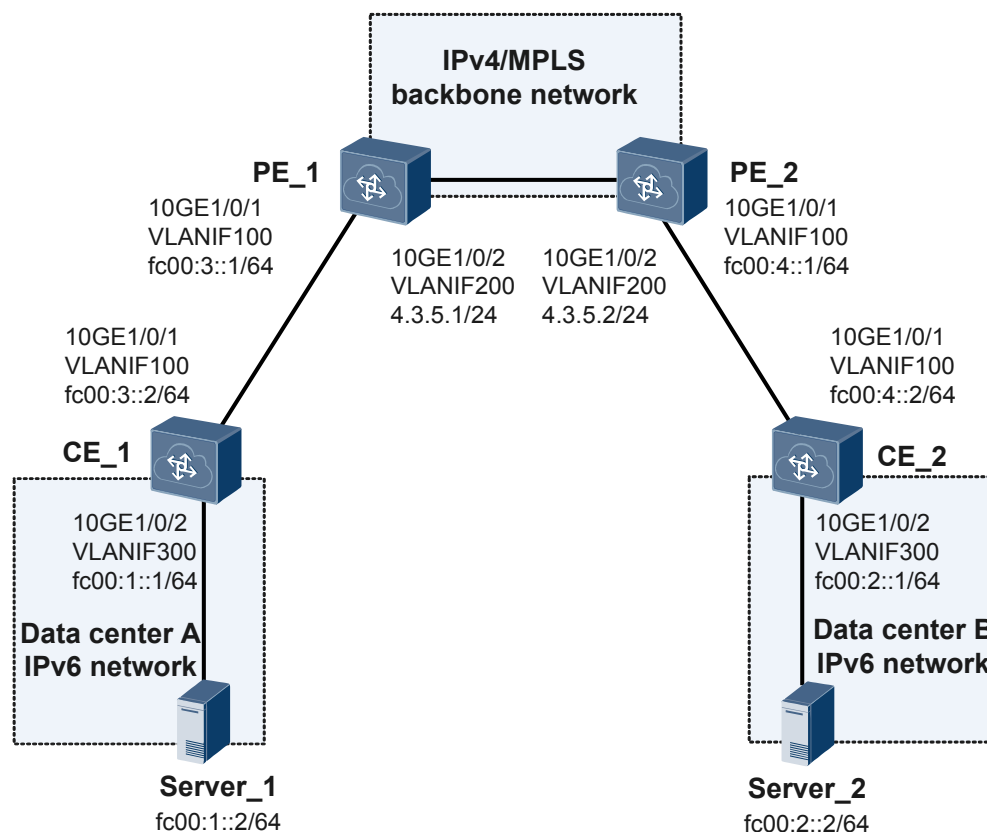 IPv4/MPLS
backbone network
PE_1
PE_2
10GE1/0/1
VLANIF100
fc00:3::1/64
10GE1/0/2
VLANIF200
4.3.5.1/24
10GE1/0/2
VLANIF200
4.3.5.2/24
10GE1/0/1
VLANIF100
fc00:4::1/64
10GE1/0/1
VLANIF100
fc00:3::2/64
10GE1/0/1
VLANIF100
fc00:4::2/64
CE_1
CE_2
10GE1/0/2
VLANIF300
fc00:1::1/64
Data center A
IPv6 network
Server_1
fc00:1::2/64
10GE1/0/2
VLANIF300
fc00:2::1/64
Data center B
IPv6 network
Server_2
fc00:2::2/64